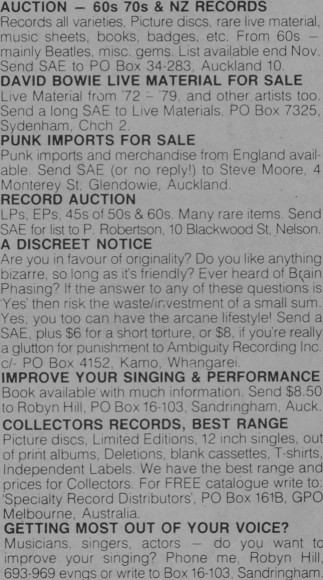 AUCTION — 60s 70s & NZ RECORDS
Records all varieties, Picture discs, rare live material,
music sheets, books, badges, etc. From 60s —
mainly Beatles, misc. gems. List available end Nov.
Send SAE to PO Box 34-283, Auckland 10.
DAVID BOWIE LIVE MATERIAL FOR SALE
Live Material from '72 – '79, and other artists too.
Send a long SAE to Live Materials, PO Box 7325,
Sydenham, Chch 2.
PUNK IMPORTS FOR SALE
Punk imports and merchandise from England avail-
able. Send SAE (or no reply!) to Steve Moore, 4
Monterey St, Glendowie, Auckland.
RECORD AUCTION
LPs, EPs, 45s of 50s & 60s. Many rare items. Send
SAE for list to P. Robertson, 10 Blackwood St, Nelson.
A DISCREET NOTICE
Are you in favour of originality? Do you like anything
bizarre, so long as it's friendly? Ever heard of Brain
Phasing? If the answer to any of these questions is
'Yes' then risk the waste/investment of a small sum.
Yes, you too can have the arcane lifestyle! Send a
SAE, plus $6 for a short torture, or $8, if you're really
a glutton for punishment to Ambiguity Recording Inc.
c/- PO Box 4152, Kamo, Whangarei.
IMPROVE YOUR SINGING & PERFORMANCE
Book available with much information. Send $8.50
to Robyn Hill, PO Box 16-103, Sandringham, Auck.
COLLECTORS RECORDS, BEST RANGE
Picture discs, Limited Editions, 12 inch singles, out
of print albums, Deletions, blank cassettes, T-shirts,
Independent Labels. We have the best range and
prices for Collectors. For FREE catalogue write to:
'Specialty Record Distributors', PO Box 161B, GPO
Melbourne, Australia.
GETTING MOST OUT OF YOUR VOICE?
Musicians, singers, actors — do you want to
improve your singing? Phone me, Robyn Hill,
693-969 evngs or write to Box 16-103, Sandringham.